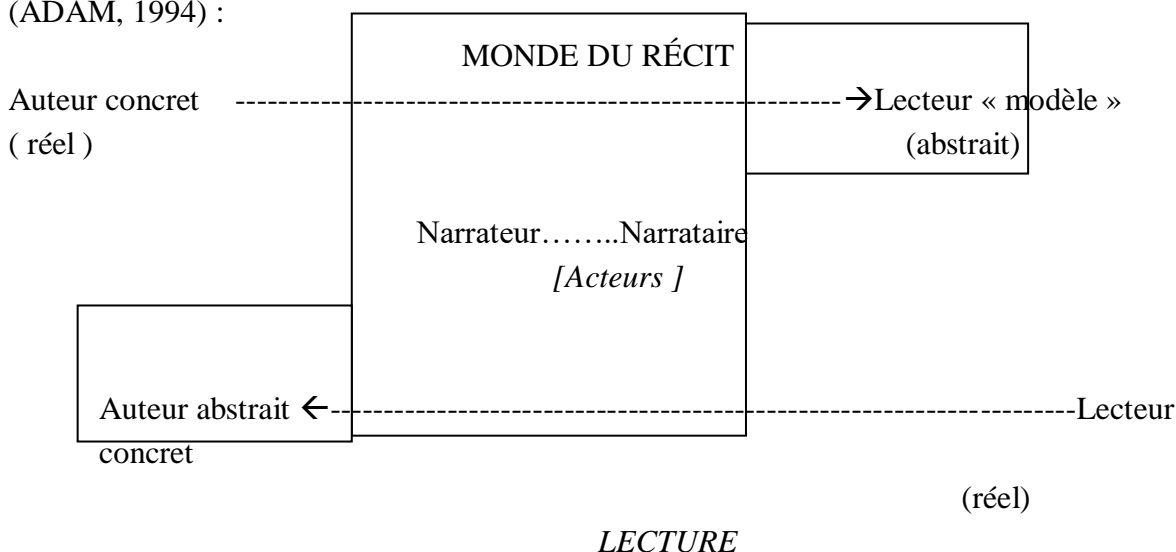 (ADAM, 1994) :
MONDE DU RÉCIT
Auteur concret ------------------------------------------------------------→Lecteur « modèle »
( réel ) (abstrait)
Narrateur……..Narrataire
[Acteurs ]
Auteur abstrait ←--------------------------------------------------------------------------Lecteur
concret
(réel)
LECTURE